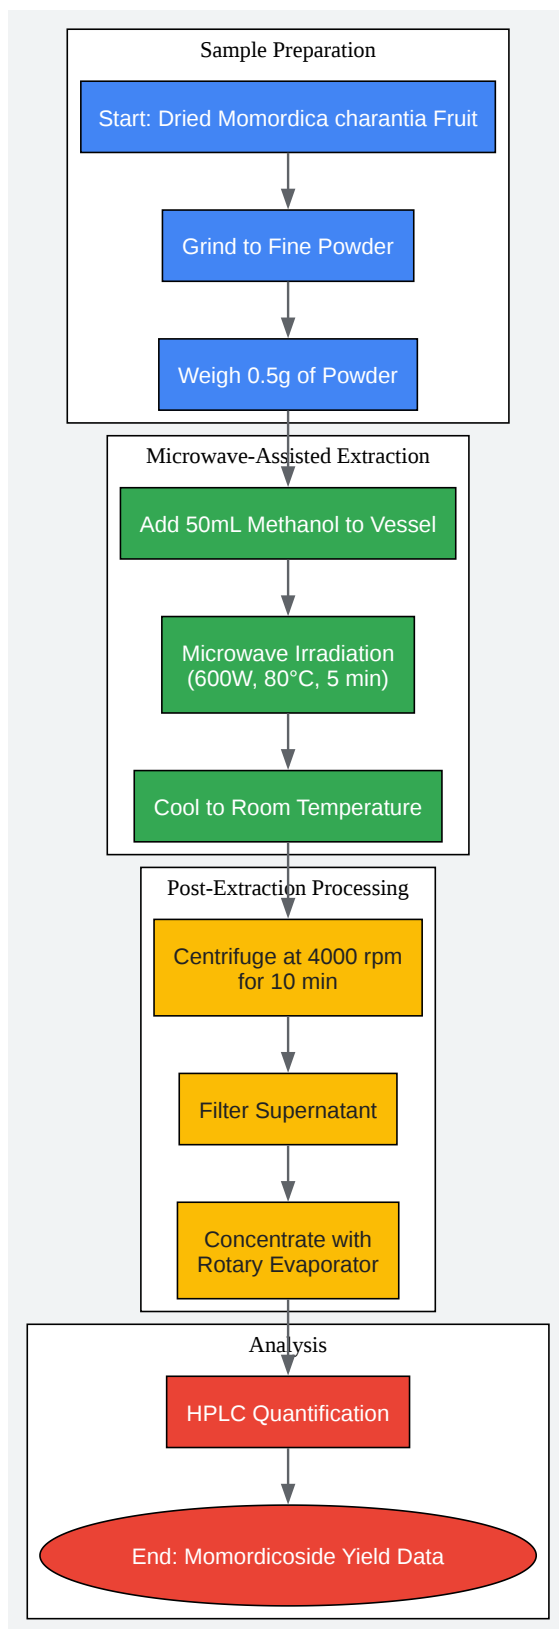 Sample Preparation
Start: Dried Momordica charantia Fruit
Grind to Fine Powder
Weigh 0.5g of Powder
Microwave-Assisted Extraction
Add 50mL Methanol to Vessel
Microwave Irradiation
(600W, 80°C, 5 min)
Cool to Room Temperature
Post-Extraction Processing
Centrifuge at 4000 rpm
for 10 min
Filter Supernatant
Concentrate with
Rotary Evaporator
Analysis
HPLC Quantification
End: Momordicoside Yield Data